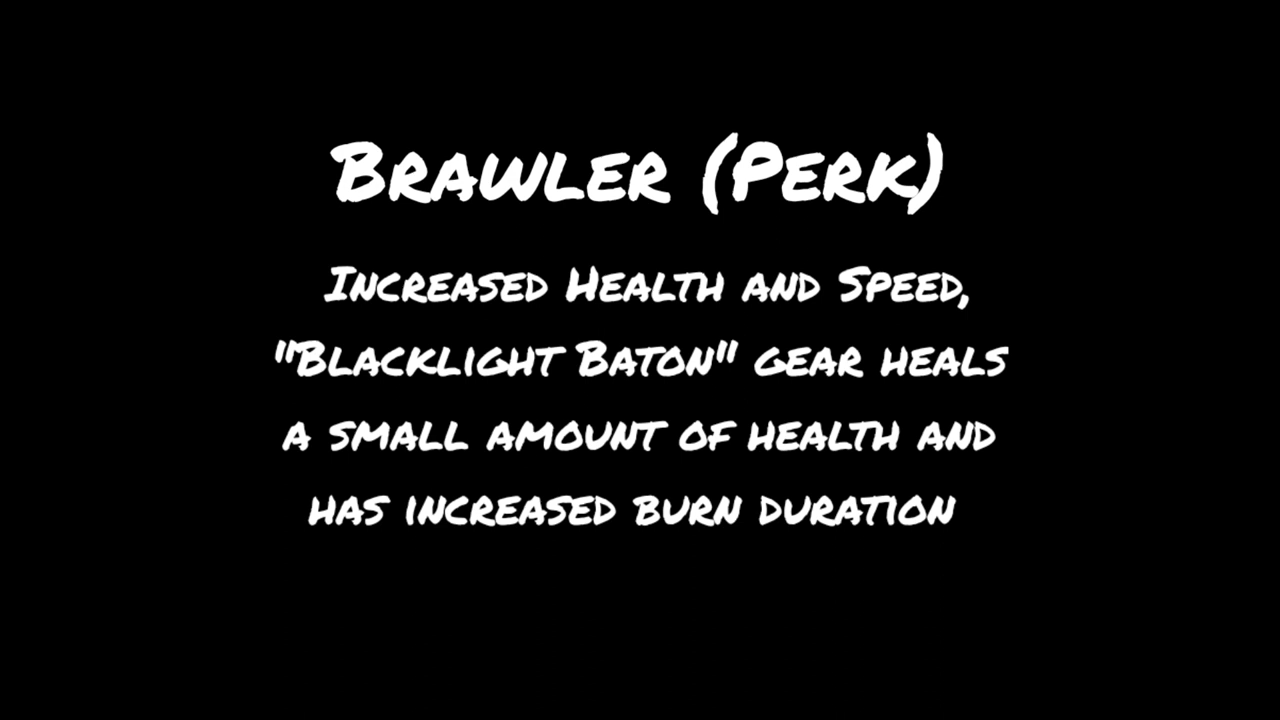 Brawler (Perk)
Increased Health and Speed,
"Blacklight Baton" gear heals
a small amount of health and
has increased burn duration